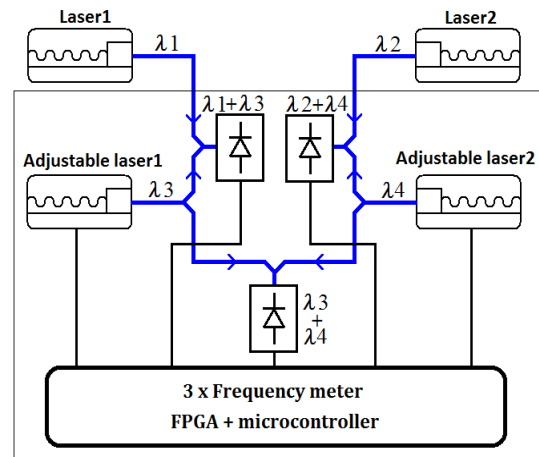 Laser1
Laser2
λ1
λ2
λ1+λ3
λ2+λ4
Adjustable laser1
Adjustable laser2
λ3
λ4
λ3
+
λ4
3 x Frequency meter
FPGA + microcontroller